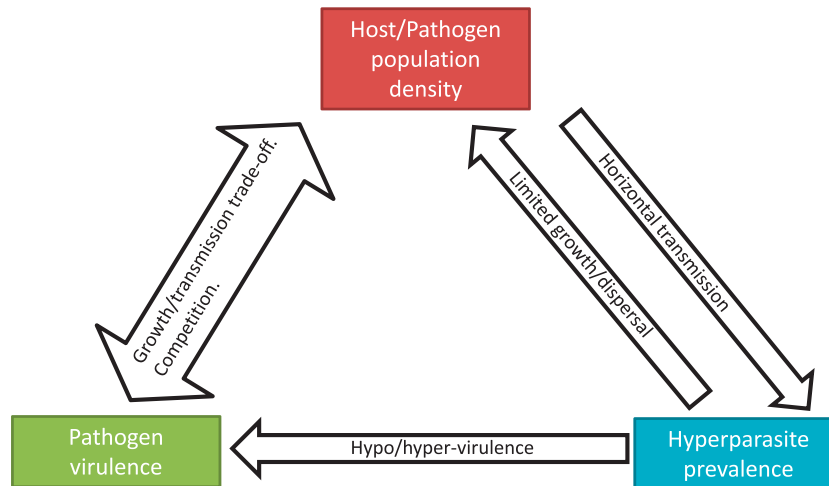 Host/Pathogen
population
density
Growth/transmission trade-off.
Competition.
Limited growth/dispersal
Horizontal transmission
Pathogen
virulence
Hypo/hyper-virulence
Hyperparasite
prevalence